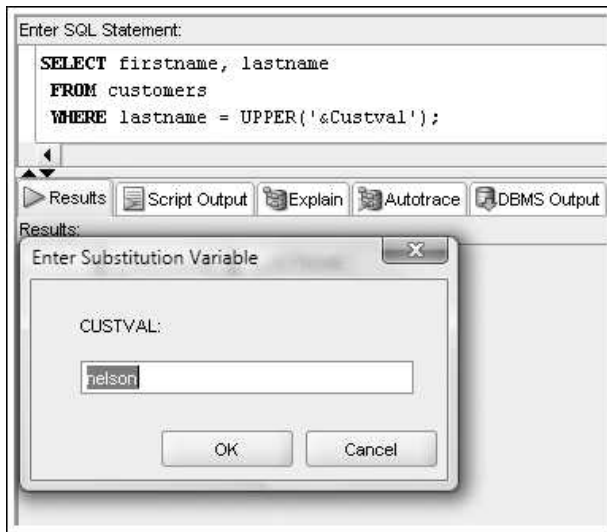 Enter SQL Statement:
SELECT firstname, lastname
FROM customers
WHERE lastname = UPPER('&Custval');
Results Script Output Explain Autotrace DBMS Output
Results:
Enter Substitution Variable
CUSTVAL:
nelson
OK Cancel